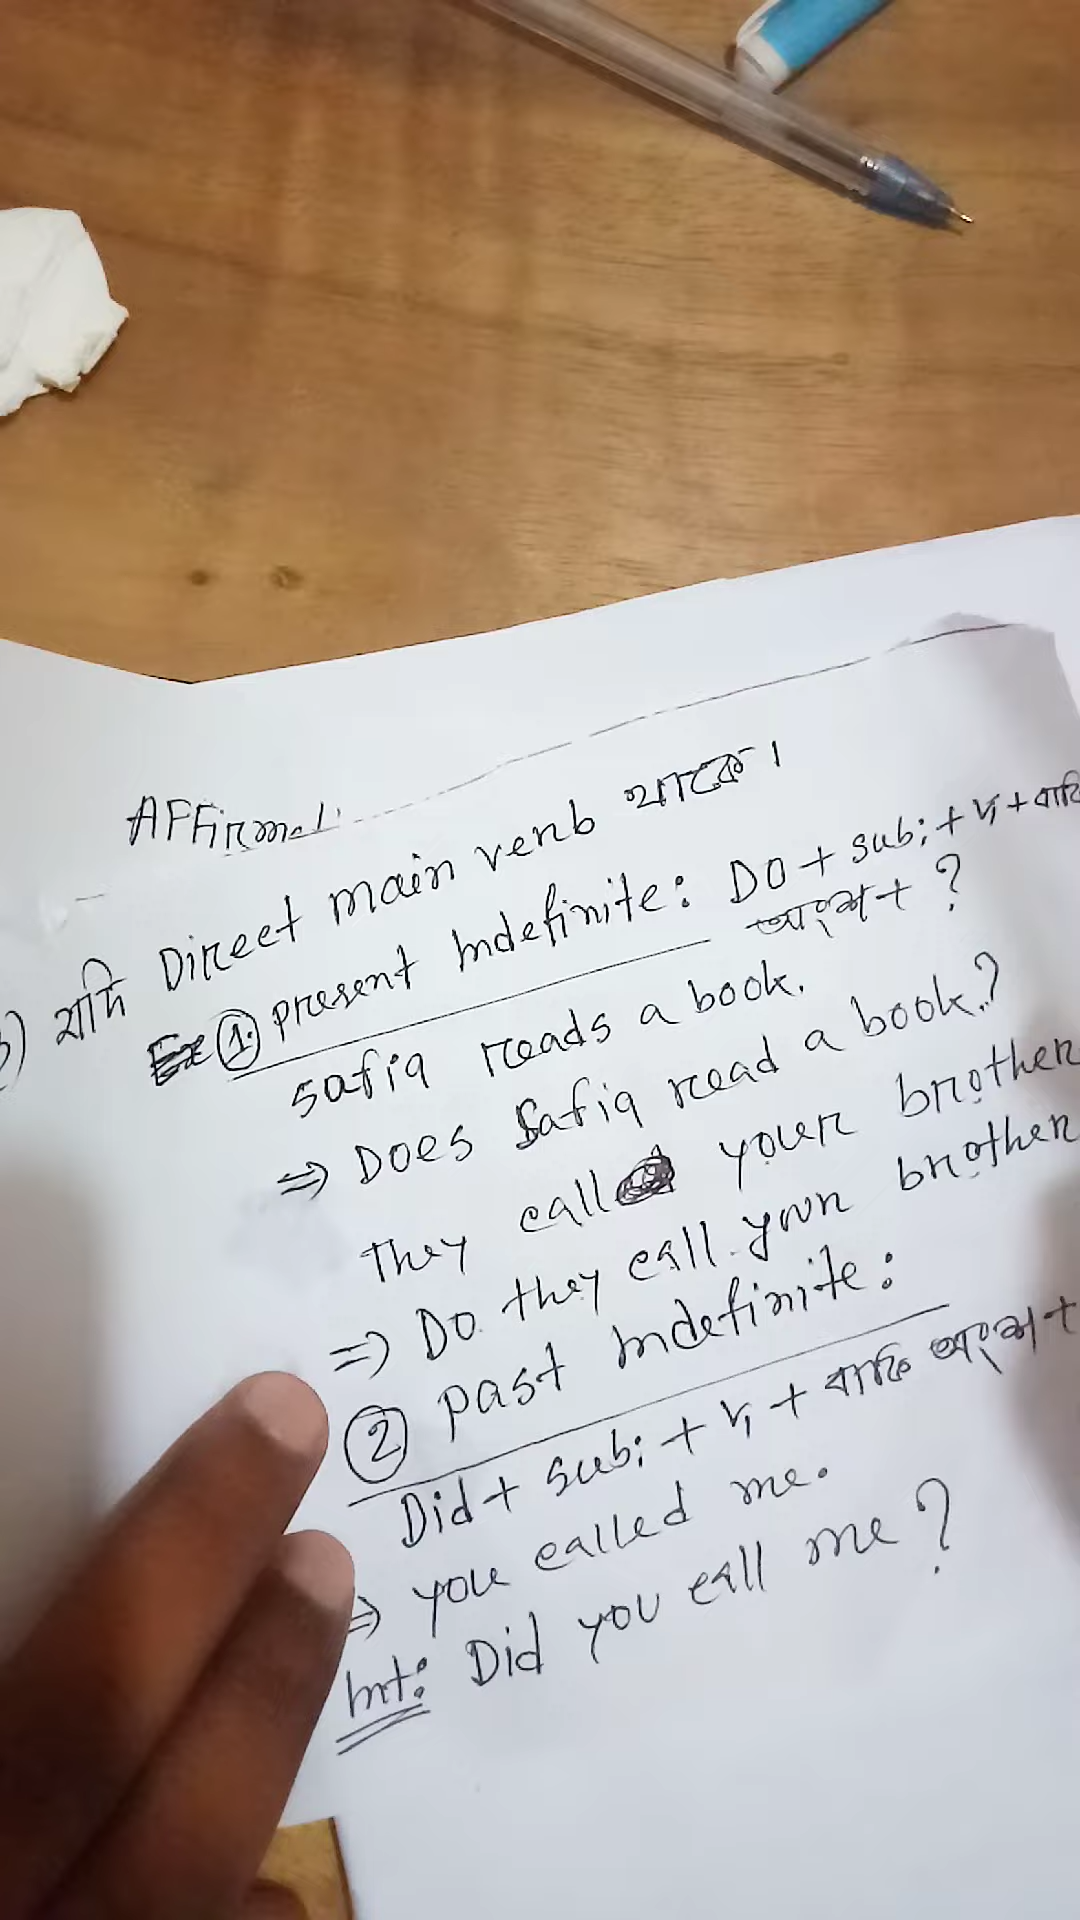 Affirmat:
b) যদি Direct main verb থাকে।
Ex ①. present Indefinite: DO + sub: + V₁ + বাকি
অংশ + ?
Safiq reads a book.
⇒ Does Safiq read a book?
They call your brother
⇒ Do they call your brother
② Past Indefinite:
Did + sub: + V₁ + বাকি অংশ +
⇒ you called me.
Int: Did you call me ?